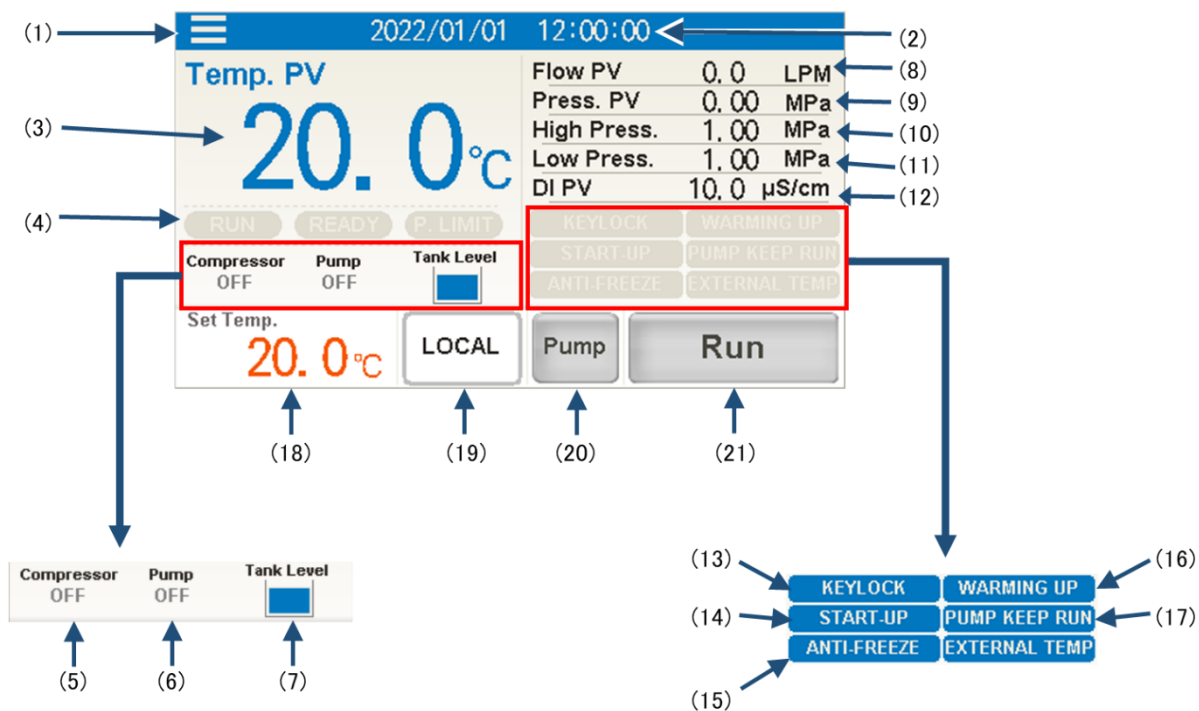 (1)
2022/01/01 12:00:00
(2)
Temp. PV
(3)
20.0℃
Flow PV 0.0 LPM
(8)
Press. PV 0.00 MPa
(9)
High Press. 1.00 MPa
(10)
Low Press. 1.00 MPa
(11)
DI PV 10.0 µS/cm
(12)
(4)
RUN READY P. LIMIT
KEYLOCK WARMING UP
START-UP PUMP KEEP RUN
ANTI-FREEZE EXTERNAL TEMP
Compressor Pump Tank Level
OFF OFF
Set Temp.
20.0℃
LOCAL
Pump
Run
(18) (19) (20) (21)
Compressor Pump Tank Level
OFF OFF
(5) (6) (7)
(13) KEYLOCK WARMING UP (16)
(14) START-UP PUMP KEEP RUN (17)
ANTI-FREEZE EXTERNAL TEMP
(15)